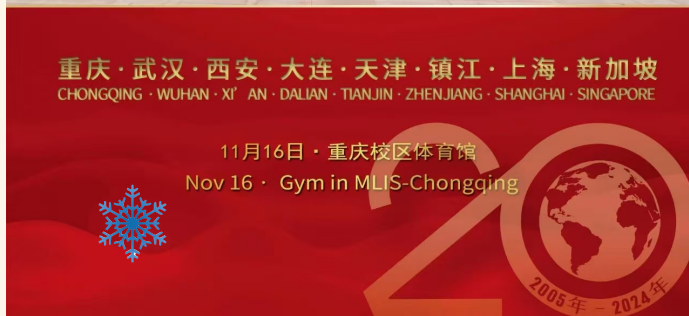 重庆·武汉·西安·大连·天津·镇江·上海·新加坡
CHONGQING · WUHAN · XI' AN · DALIAN · TIANJIN · ZHENJIANG · SHANGHAI · SINGAPORE
11月16日·重庆校区体育馆
Nov 16 · Gym in MLIS-Chongqing
20
2005年 - 2024年